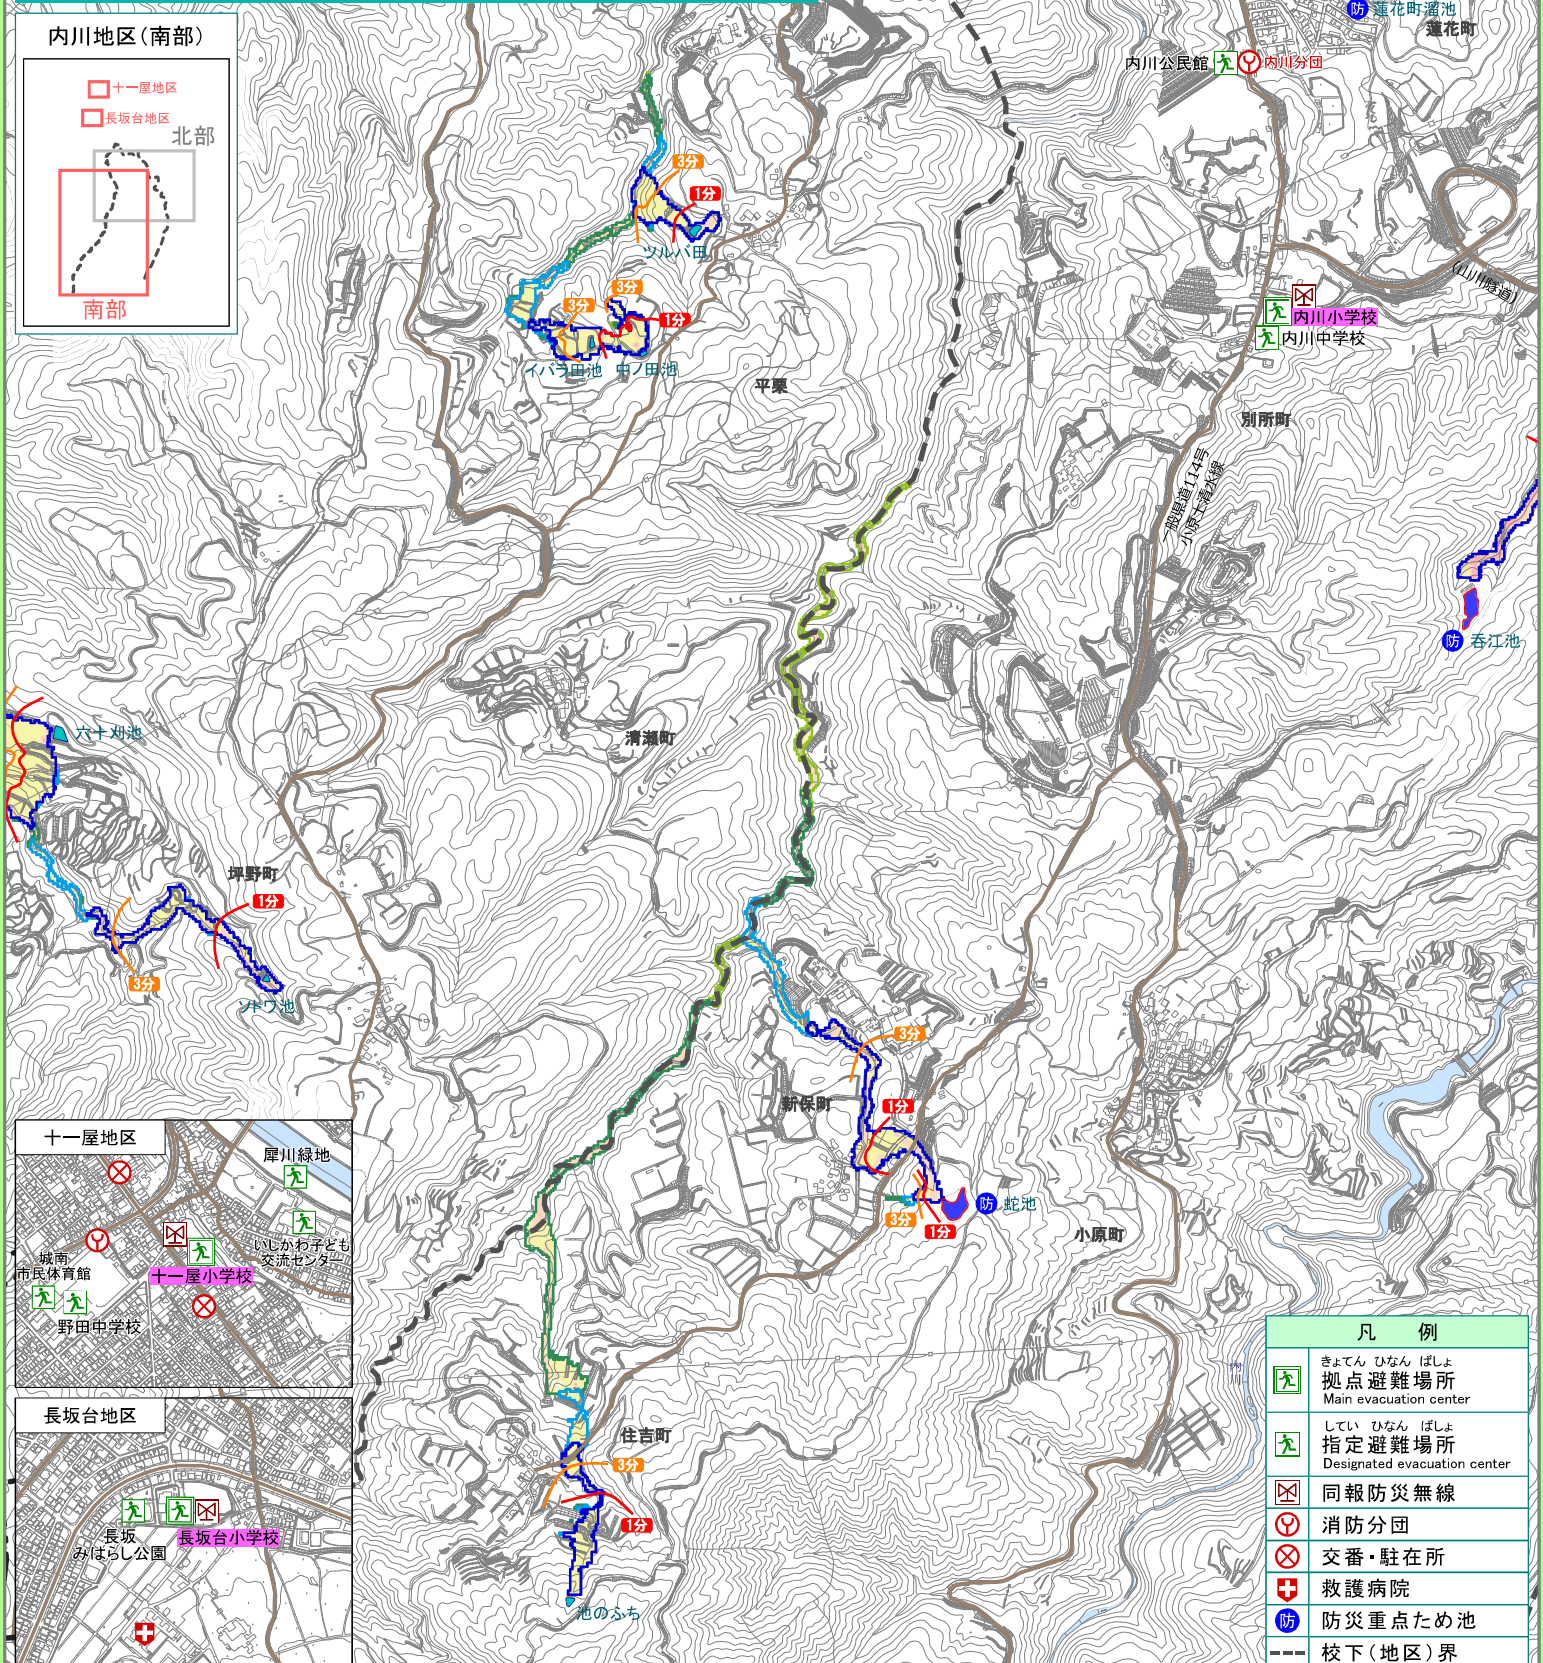 内川地区(南部)
十一屋地区
長坂台地区
北部
南部
防 蓮花町溜池
蓮花町
内川公民館
内川分団
3分
1分
ツルバ田
3分
3分
1分
イバラ田池
中ノ田池
平栗
(山川隧道)
内川小学校
内川中学校
別所町
一般県道114号
小原土清水線
防 呑江池
六十刈池
清瀬町
坪野町
1分
3分
ソトワ池
3分
新保町
1分
防 蛇池
3分
1分
小原町
十一屋地区
犀川緑地
いしかわ子ども
交流センター
城南
市民体育館
十一屋小学校
野田中学校
長坂台地区
長坂
みはらし公園
長坂台小学校
住吉町
3分
1分
池のふち
内川
凡 例
きょてん ひなん ばしょ
拠点避難場所
Main evacuation center
してい ひなん ばしょ
指定避難場所
Designated evacuation center
同報防災無線
消防分団
交番・駐在所
救護病院
防 防災重点ため池
校下(地区)界